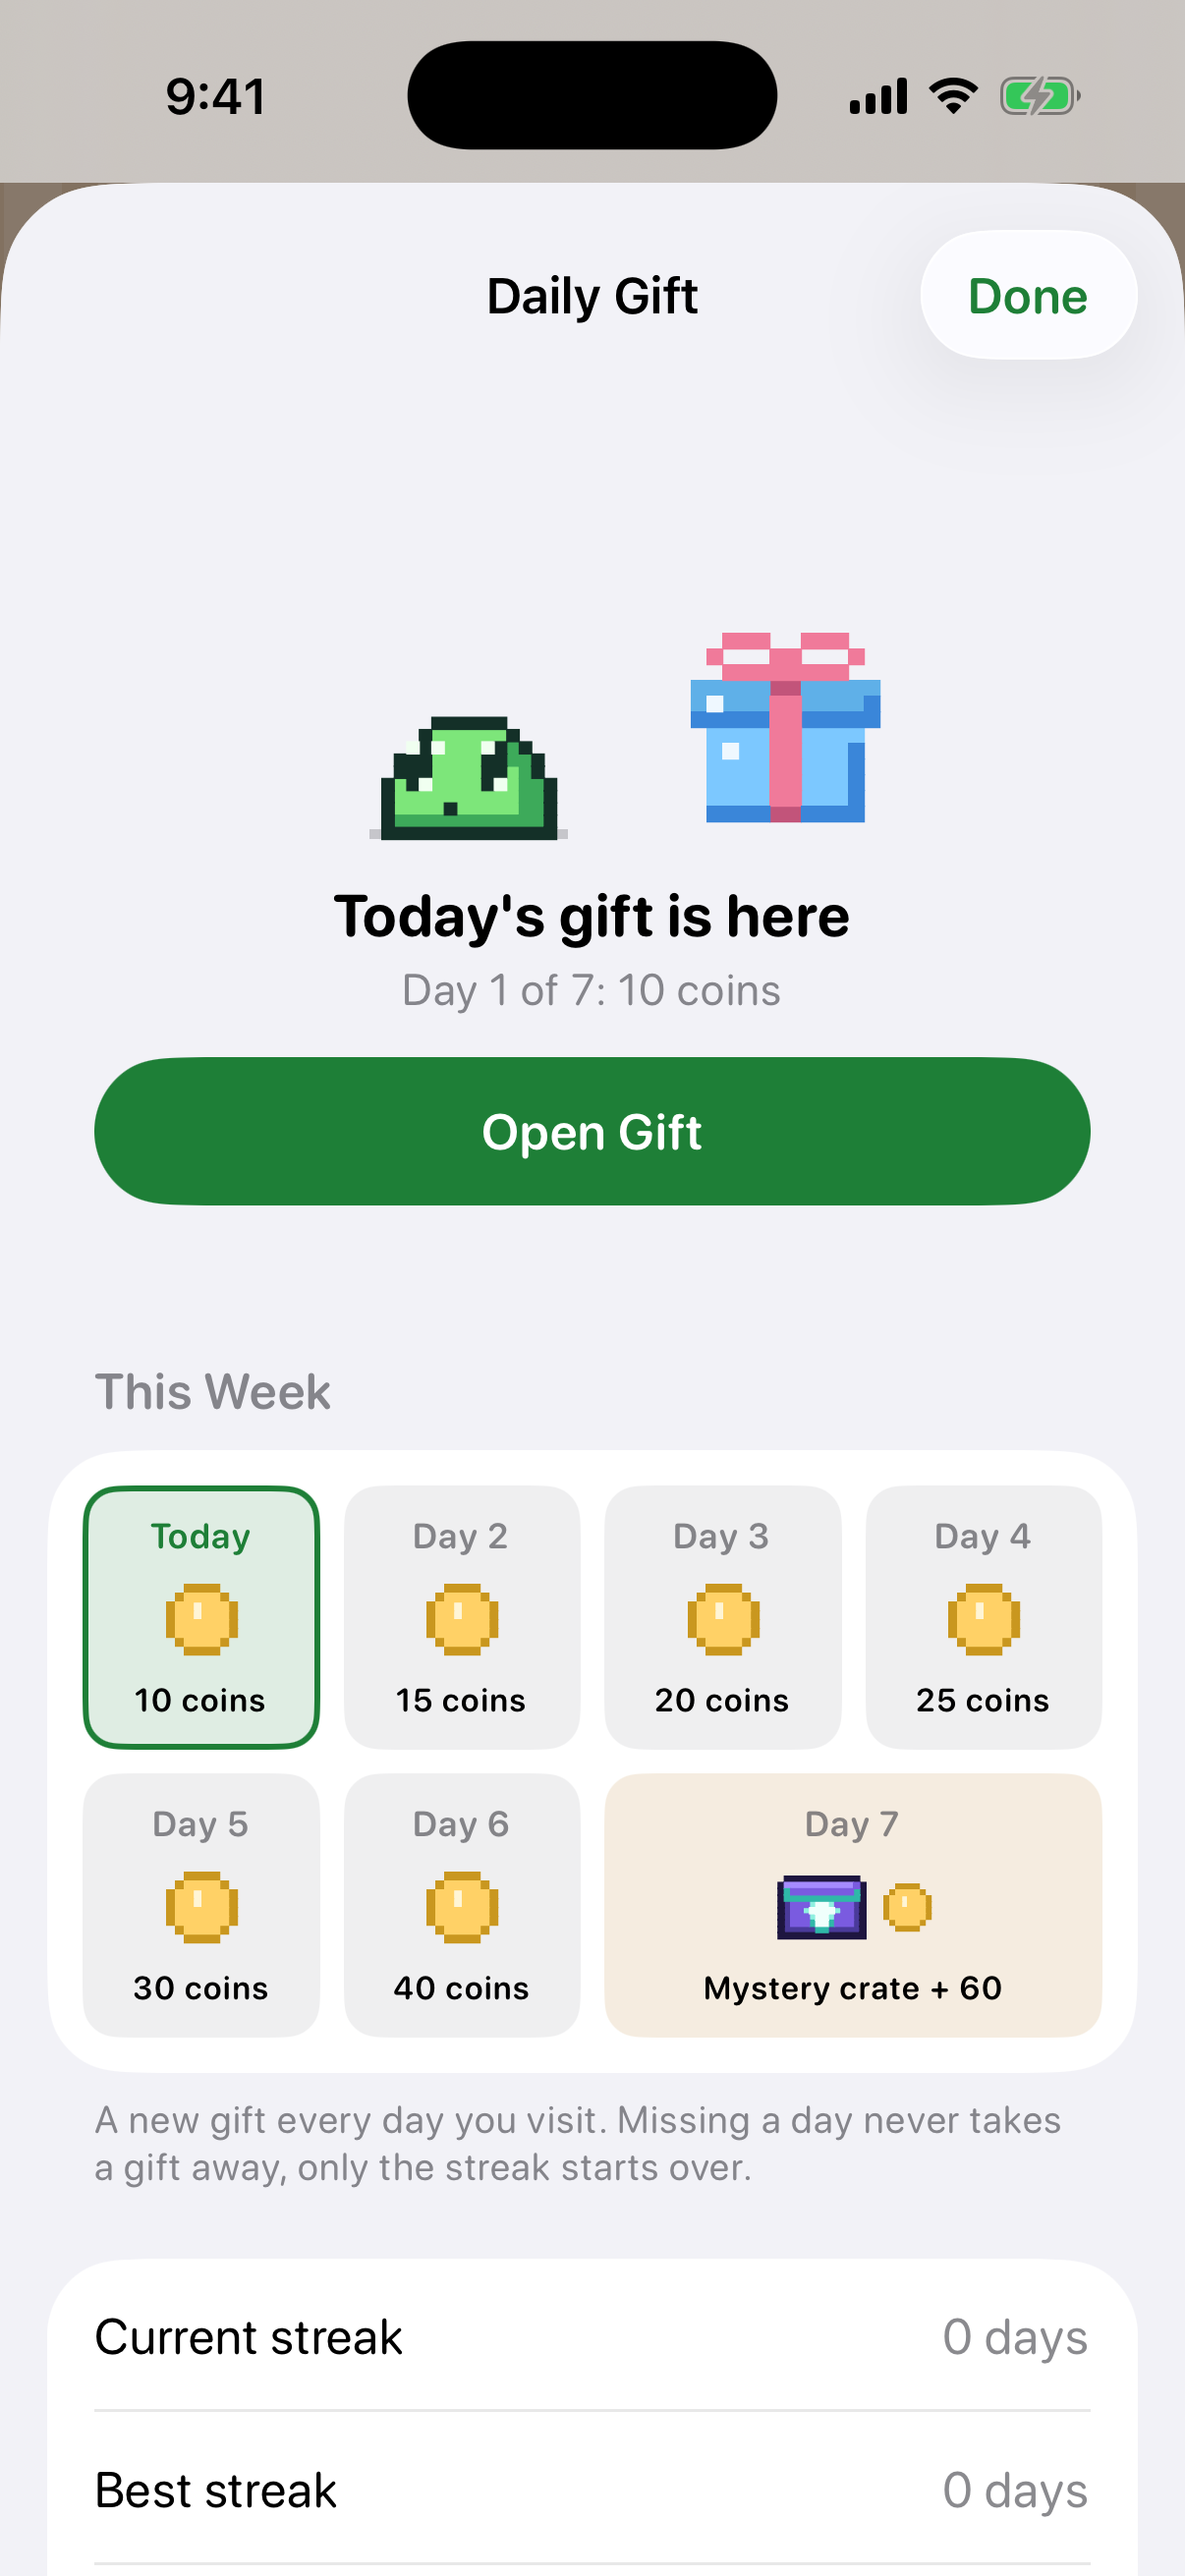 9:41
Daily Gift
Done
Today's gift is here
Day 1 of 7: 10 coins
Open Gift
This Week
Today
Day 2
Day 3
Day 4
10 coins
15 coins
20 coins
25 coins
Day 5
Day 6
Day 7
30 coins
40 coins
Mystery crate + 60
A new gift every day you visit. Missing a day never takes
a gift away, only the streak starts over.
Current streak
0 days
Best streak
0 days